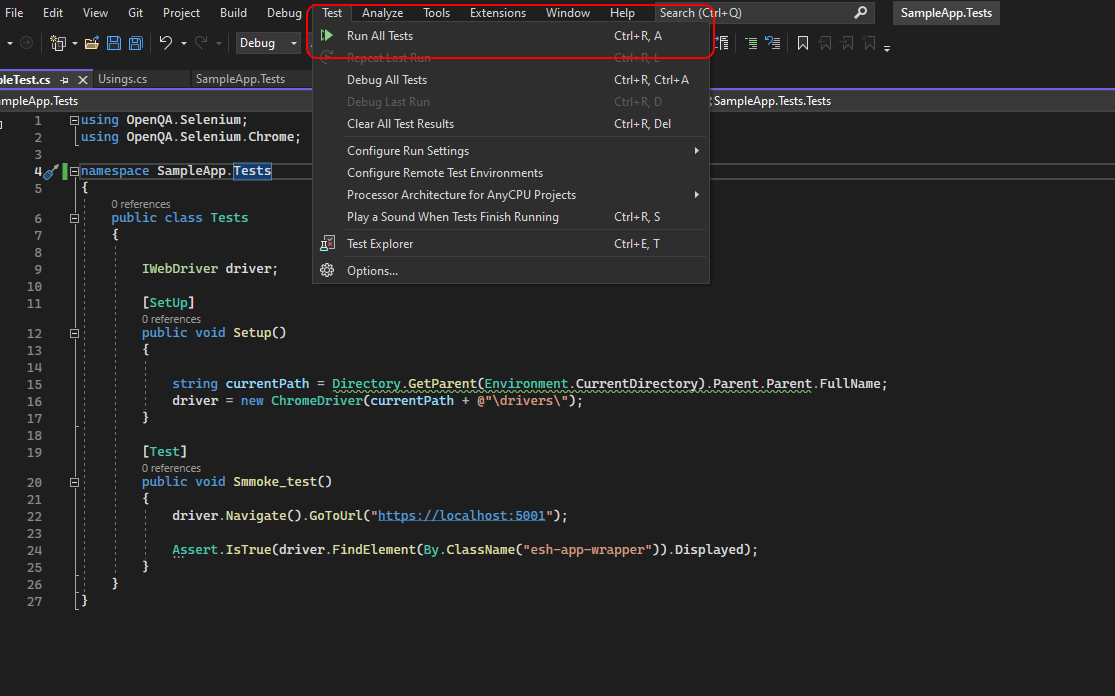 File Edit View Git Project Build Debug Test Analyze Tools Extensions Window Help Search (Ctrl+Q) SampleApp.Tests
Debug
Run All Tests Ctrl+R, A
Repeat Last Run Ctrl+R, L
Debug All Tests Ctrl+R, Ctrl+A
Debug Last Run Ctrl+R, D
Clear All Test Results Ctrl+R, Del
Configure Run Settings
Configure Remote Test Environments
Processor Architecture for AnyCPU Projects
Play a Sound When Tests Finish Running Ctrl+R, S
Test Explorer Ctrl+E, T
Options...
pleTest.cs Usings.cs SampleApp.Tests
ampleApp.Tests SampleApp.Tests.Tests
1 using OpenQA.Selenium;
2 using OpenQA.Selenium.Chrome;
3
4 namespace SampleApp.Tests
5 {
0 references
6 public class Tests
7 {
8
9 IWebDriver driver;
10
11 [SetUp]
0 references
12 public void Setup()
13 {
14
15 string currentPath = Directory.GetParent(Environment.CurrentDirectory).Parent.Parent.FullName;
16 driver = new ChromeDriver(currentPath + @"\drivers\");
17 }
18
19 [Test]
0 references
20 public void Smmoke_test()
21 {
22 driver.Navigate().GoToUrl("https://localhost:5001");
23
24 Assert.IsTrue(driver.FindElement(By.ClassName("esh-app-wrapper")).Displayed);
25 }
26 }
27 }